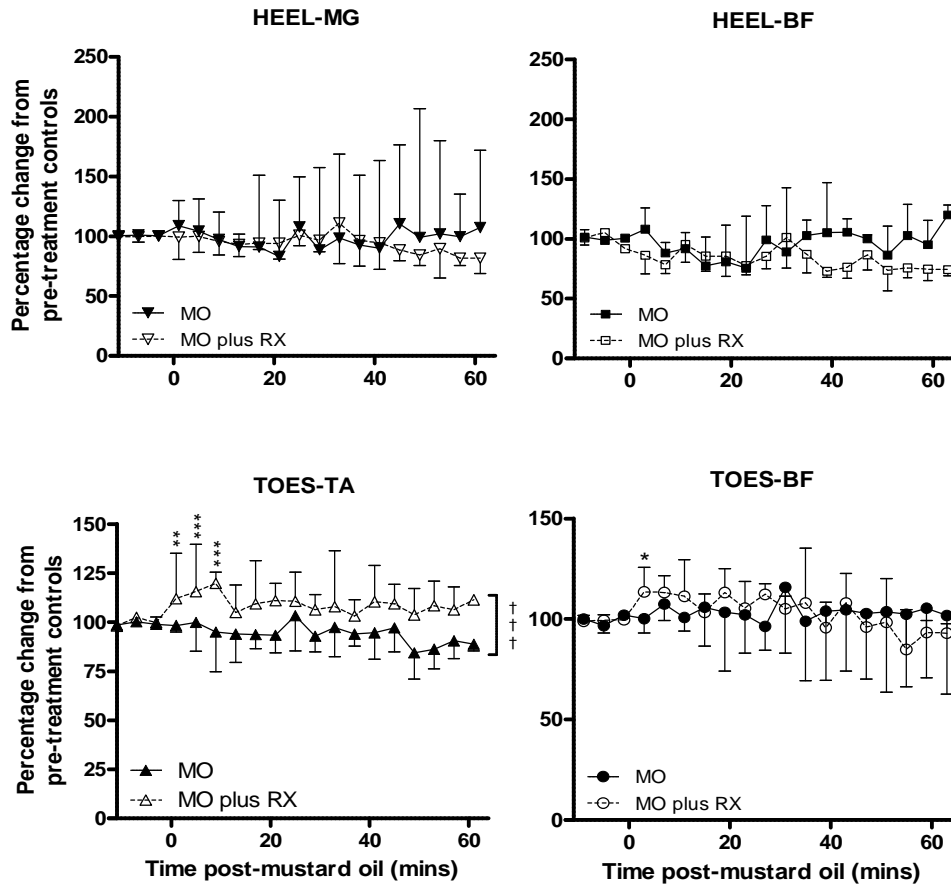 HEEL-MG
Percentage change from
pre-treatment controls
250
200
150
100
50
0
MO
MO plus RX
0 20 40 60
HEEL-BF
250
200
150
100
50
0
MO
MO plus RX
0 20 40 60
TOES-TA
Percentage change from
pre-treatment controls
150
125
100
75
50
25
0
**
***
***
†
†
†
MO
MO plus RX
0 20 40 60
Time post-mustard oil (mins)
TOES-BF
150
100
50
0
*
MO
MO plus RX
0 20 40 60
Time post-mustard oil (mins)